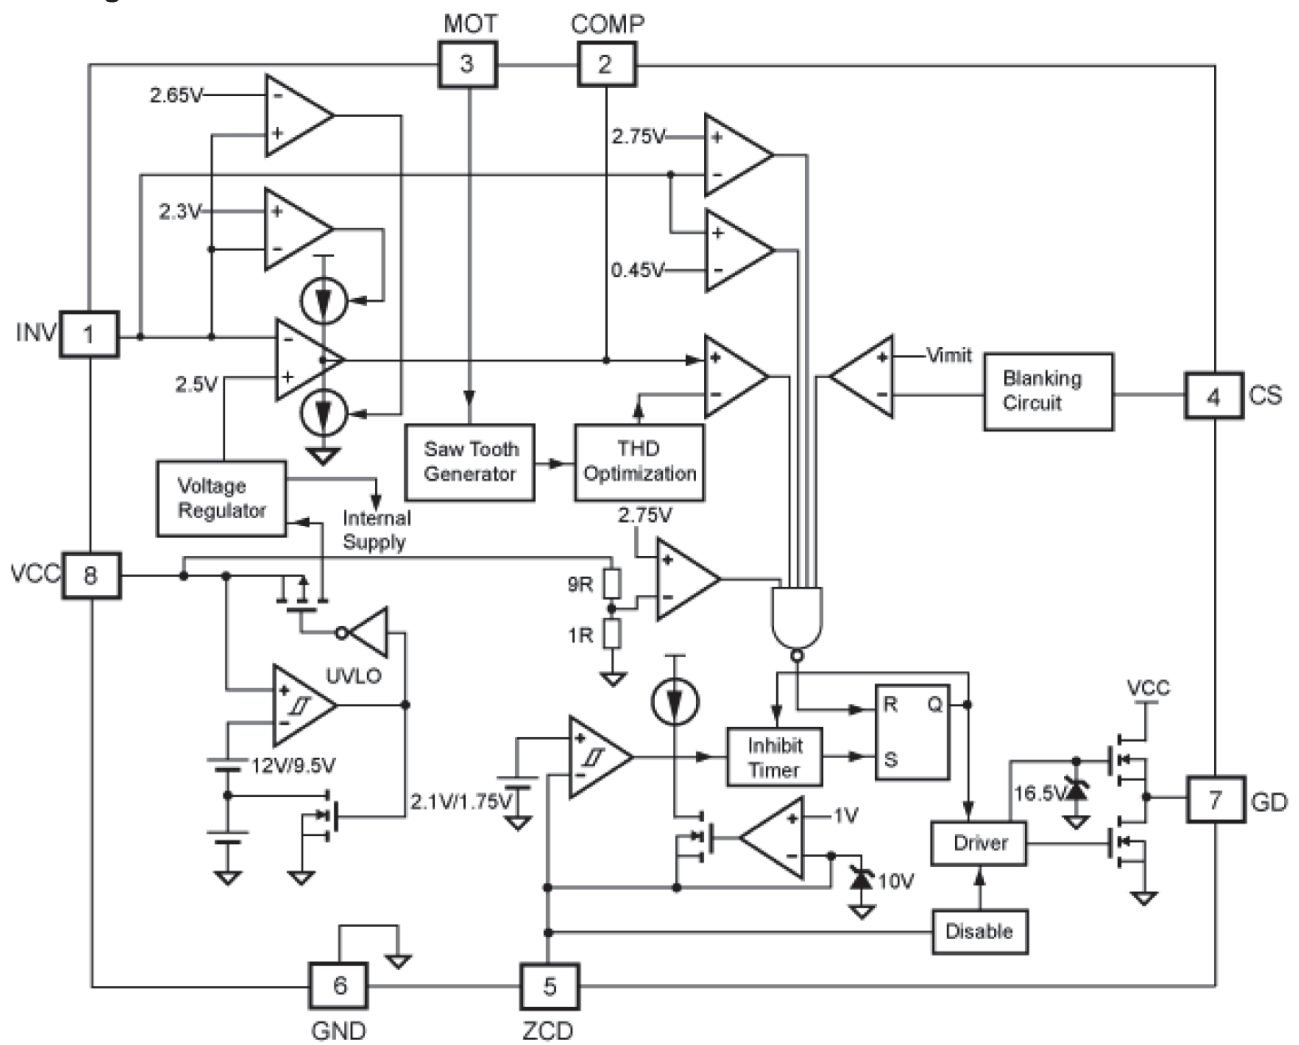 MOT
COMP
3
2
2.65V
-
+
2.75V
+
-
2.3V
+
-
+
0.45V
-
INV
1
-
+
2.5V
+
-
+
-
Vimit
Blanking
Circuit
4
CS
Saw Tooth
Generator
THD
Optimization
Voltage
Regulator
Internal
Supply
2.75V
+
-
VCC
8
9R
1R
UVLO
+
-
12V/9.5V
+
-
2.1V/1.75V
Inhibit
Timer
R
Q
S
VCC
16.5V
7
GD
+
1V
-
10V
Driver
Disable
6
GND
5
ZCD